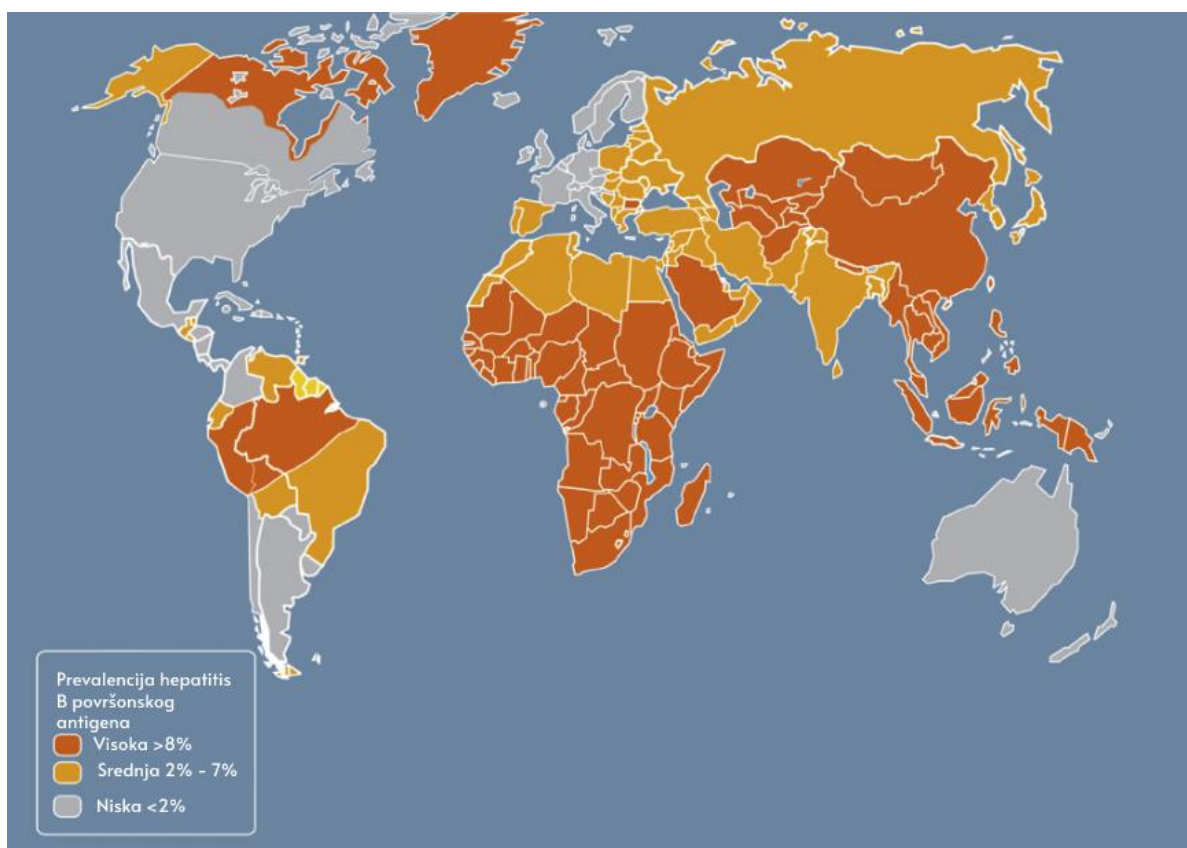 Prevalencija hepatitis
B površonskog
antigena
Visoka >8%
Srednja 2% - 7%
Niska <2%